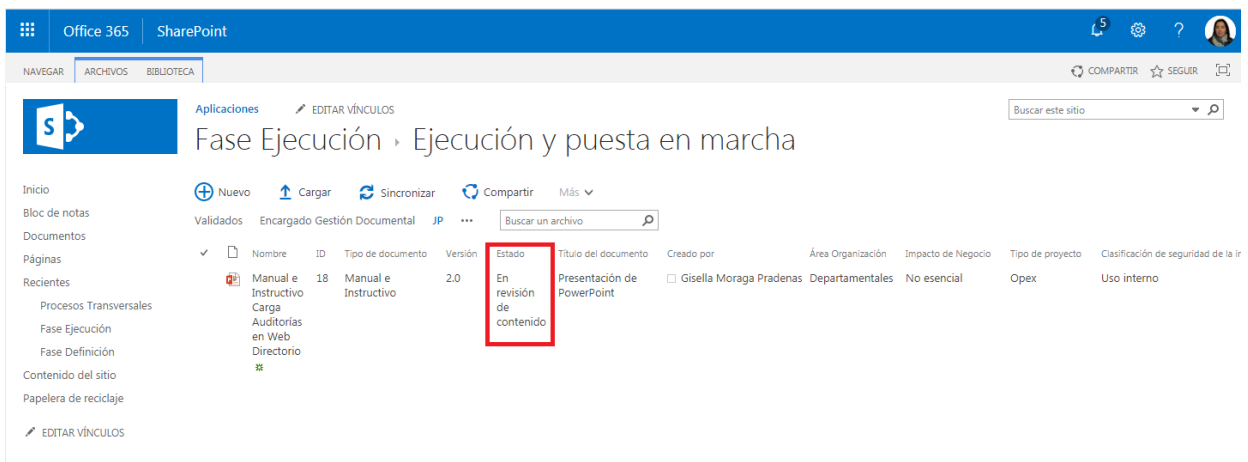 Office 365 SharePoint 5 ?
NAVEGAR ARCHIVOS BIBLIOTECA COMPARTIR SEGUIR
S
Aplicaciones EDITAR VÍNCULOS Buscar este sitio
Fase Ejecución › Ejecución y puesta en marcha
Inicio
Bloc de notas
Documentos
Páginas
Recientes
Procesos Transversales
Fase Ejecución
Fase Definición
Contenido del sitio
Papelera de reciclaje
EDITAR VÍNCULOS
Nuevo Cargar Sincronizar Compartir Más
Validados Encargado Gestión Documental JP ••• Buscar un archivo
Nombre ID Tipo de documento Versión Estado Título del documento Creado por Área Organización Impacto de Negocio Tipo de proyecto Clasificación de seguridad de la
Manual e 18 Manual e 2.0 En Presentación de Gisella Moraga Pradenas Departamentales No esencial Opex Uso interno
Instructivo Instructivo revisión PowerPoint
Carga de
Auditorías contenido
en Web
Directorio